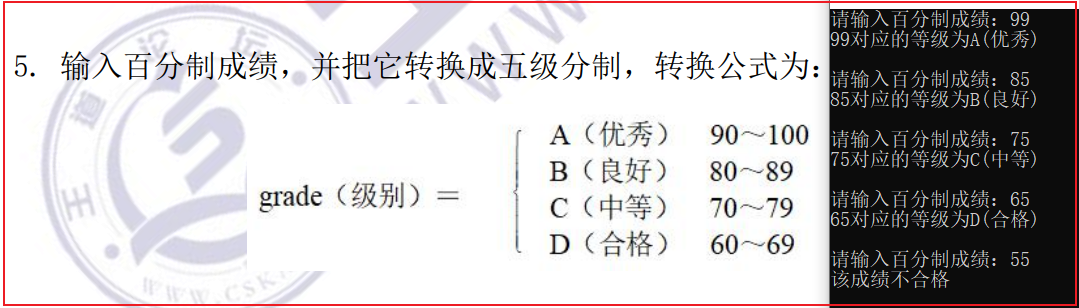 5. 输入百分制成绩，并把它转换成五级分制，转换公式为：
grade（级别）＝
A（优秀） 90～100
B（良好） 80～89
C（中等） 70～79
D（合格） 60～69
请输入百分制成绩：99
99对应的等级为A(优秀)
请输入百分制成绩：85
85对应的等级为B(良好)
请输入百分制成绩：75
75对应的等级为C(中等)
请输入百分制成绩：65
65对应的等级为D(合格)
请输入百分制成绩：55
该成绩不合格
王道论坛
WWW.CSK